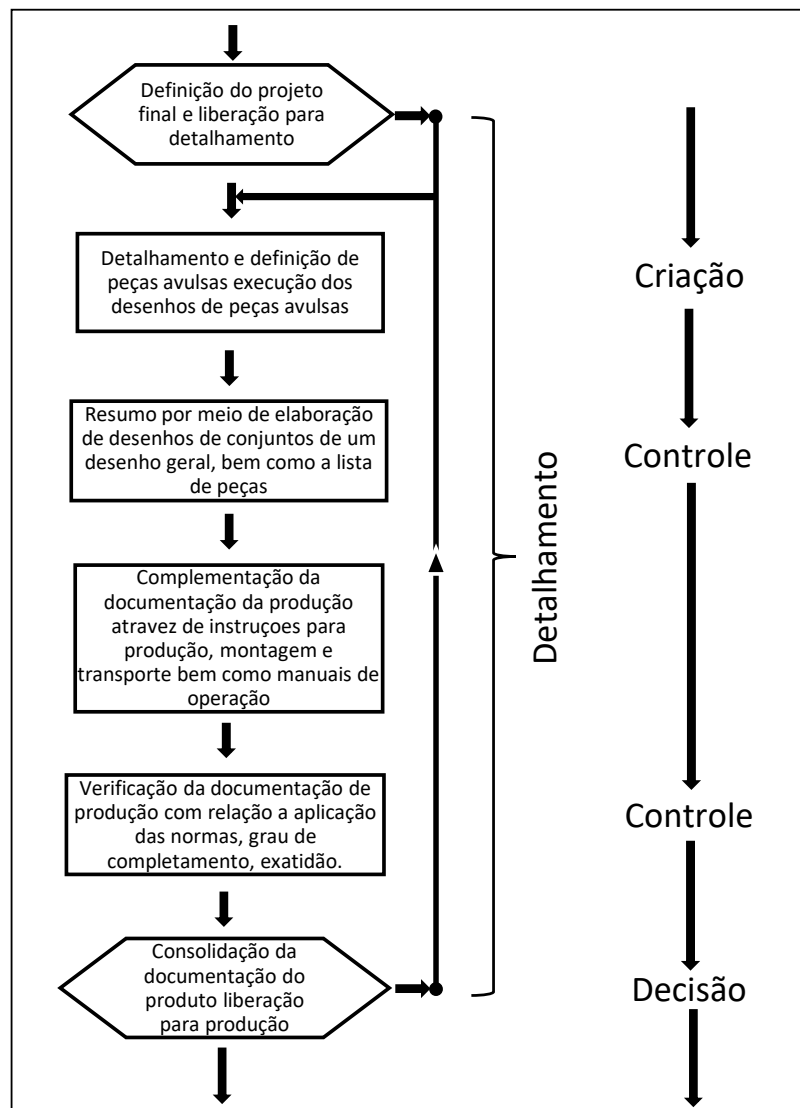 Definição do projeto
final e liberação para
detalhamento
Detalhamento e definição de
peças avulsas execução dos
desenhos de peças avulsas
Criação
Resumo por meio de elaboração
de desenhos de conjuntos de um
desenho geral, bem como a lista
de peças
Controle
Detalhamento
Complementação da
documentação da produção
atravez de instruçoes para
produção, montagem e
transporte bem como manuais de
operação
Verificação da documentação de
produção com relação a aplicação
das normas, grau de
completamento, exatidão.
Controle
Consolidação da
documentação do
produto liberação
para produção
Decisão